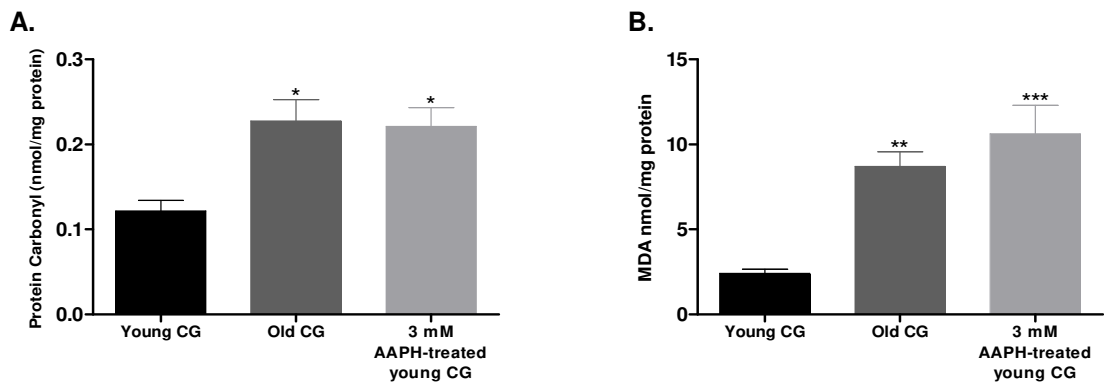 A.
Protein Carbonyl (nmol/mg protein)
0.3
0.2
0.1
0.0
*
*
Young CG
Old CG
3 mM
AAPH-treated
young CG
B.
MDA nmol/mg protein
15
10
5
0
**
***
Young CG
Old CG
3 mM
AAPH-treated
young CG